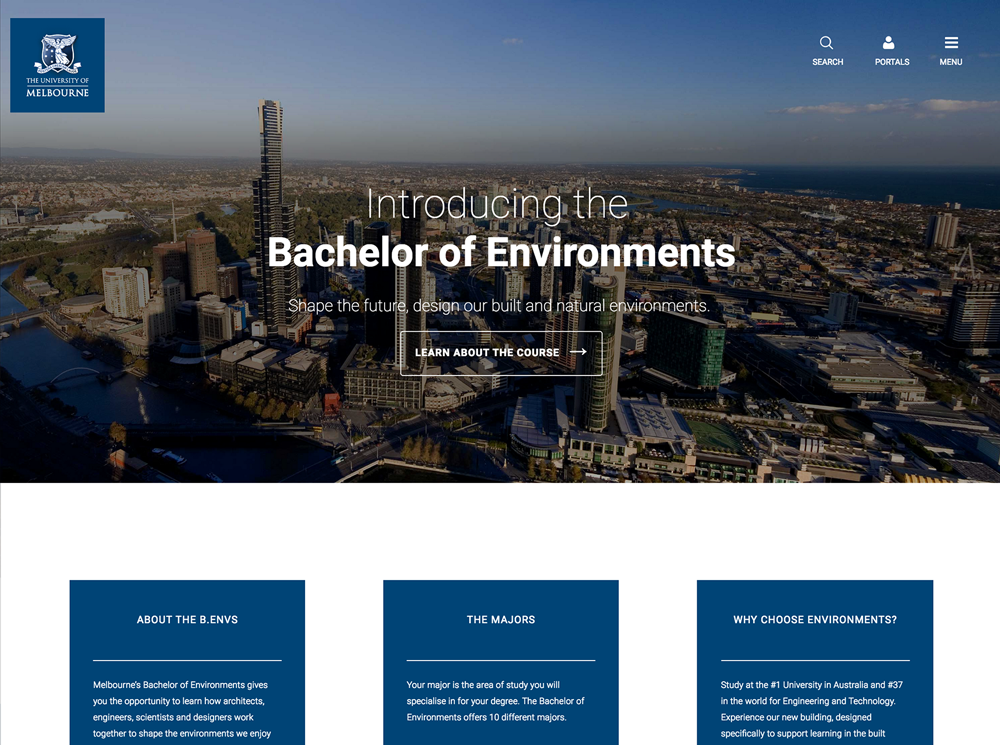 THE UNIVERSITY OF
MELBOURNE
SEARCH
PORTALS
MENU
Introducing the
Bachelor of Environments
Shape the future, design our built and natural environments.
LEARN ABOUT THE COURSE
ABOUT THE B.ENVS
Melbourne's Bachelor of Environments gives
you the opportunity to learn how architects,
engineers, scientists and designers work
together to shape the environments we enjoy
THE MAJORS
Your major is the area of study you will
specialise in for your degree. The Bachelor of
Environments offers 10 different majors.
WHY CHOOSE ENVIRONMENTS?
Study at the #1 University in Australia and #37
in the world for Engineering and Technology.
Experience our new building, designed
specifically to support learning in the built